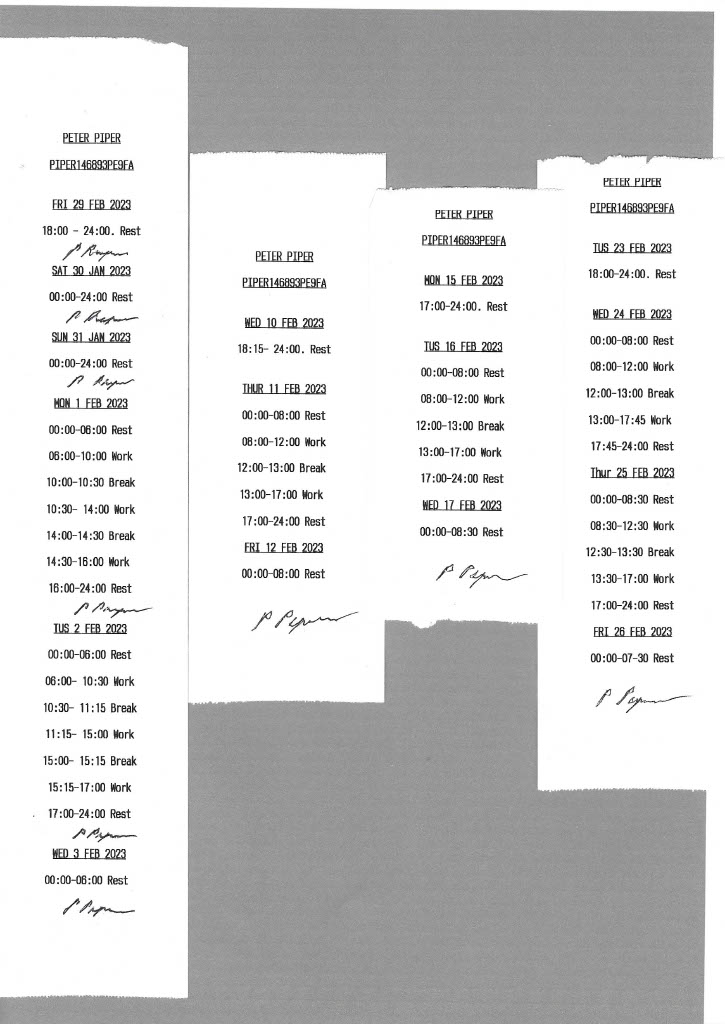 PETER PIPER
PIPER146893PE9FA
FRI 29 FEB 2023
18:00 - 24:00. Rest
SAT 30 JAN 2023
00:00-24:00 Rest
SUN 31 JAN 2023
00:00-24:00 Rest
MON 1 FEB 2023
00:00-06:00 Rest
06:00-10:00 Work
10:00-10:30 Break
10:30- 14:00 Work
14:00-14:30 Break
14:30-16:00 Work
16:00-24:00 Rest
TUS 2 FEB 2023
00:00-06:00 Rest
06:00- 10:30 Work
10:30- 11:15 Break
11:15- 15:00 Work
15:00- 15:15 Break
15:15-17:00 Work
17:00-24:00 Rest
WED 3 FEB 2023
00:00-06:00 Rest
PETER PIPER
PIPER146893PE9FA
WED 10 FEB 2023
18:15- 24:00. Rest
THUR 11 FEB 2023
00:00-08:00 Rest
08:00-12:00 Work
12:00-13:00 Break
13:00-17:00 Work
17:00-24:00 Rest
FRI 12 FEB 2023
00:00-08:00 Rest
P Piper
PETER PIPER
PIPER146893PE9FA
MON 15 FEB 2023
17:00-24:00. Rest
TUS 16 FEB 2023
00:00-08:00 Rest
08:00-12:00 Work
12:00-13:00 Break
13:00-17:00 Work
17:00-24:00 Rest
WED 17 FEB 2023
00:00-08:30 Rest
P Piper
PETER PIPER
PIPER146893PE9FA
TUS 23 FEB 2023
18:00-24:00. Rest
WED 24 FEB 2023
00:00-08:00 Rest
08:00-12:00 Work
12:00-13:00 Break
13:00-17:45 Work
17:45-24:00 Rest
Thur 25 FEB 2023
00:00-08:30 Rest
08:30-12:30 Work
12:30-13:30 Break
13:30-17:00 Work
17:00-24:00 Rest
FRI 26 FEB 2023
00:00-07-30 Rest
P Piper